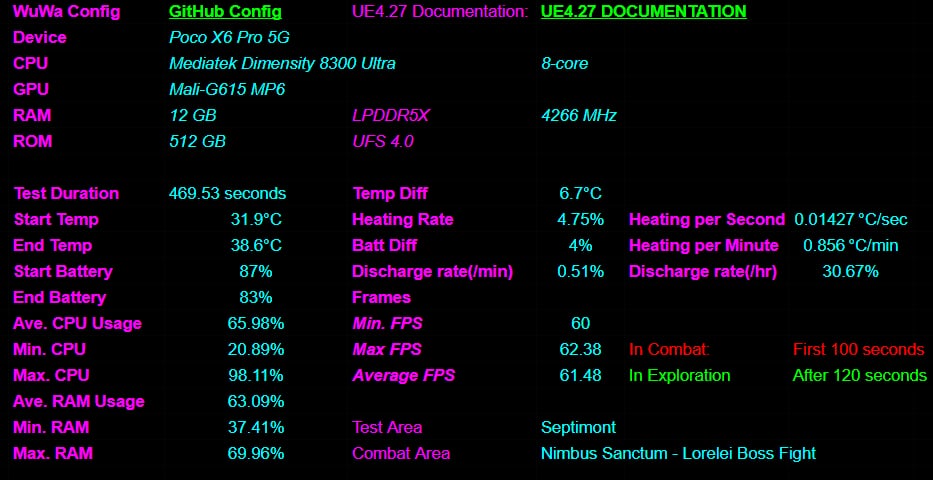 WuWa Config GitHub Config UE4.27 Documentation: UE4.27 DOCUMENTATION
Device Poco X6 Pro 5G
CPU Mediatek Dimensity 8300 Ultra 8-core
GPU Mali-G615 MP6
RAM 12 GB LPDDR5X 4266 MHz
ROM 512 GB UFS 4.0
Test Duration 469.53 seconds Temp Diff 6.7°C
Start Temp 31.9°C Heating Rate 4.75% Heating per Second 0.01427 °C/sec
End Temp 38.6°C Batt Diff 4% Heating per Minute 0.856 °C/min
Start Battery 87% Discharge rate(/min) 0.51% Discharge rate(/hr) 30.67%
End Battery 83% Frames
Ave. CPU Usage 65.98% Min. FPS 60
Min. CPU 20.89% Max FPS 62.38 In Combat: First 100 seconds
Max. CPU 98.11% Average FPS 61.48 In Exploration After 120 seconds
Ave. RAM Usage 63.09%
Min. RAM 37.41% Test Area Septimont
Max. RAM 69.96% Combat Area Nimbus Sanctum - Lorelei Boss Fight